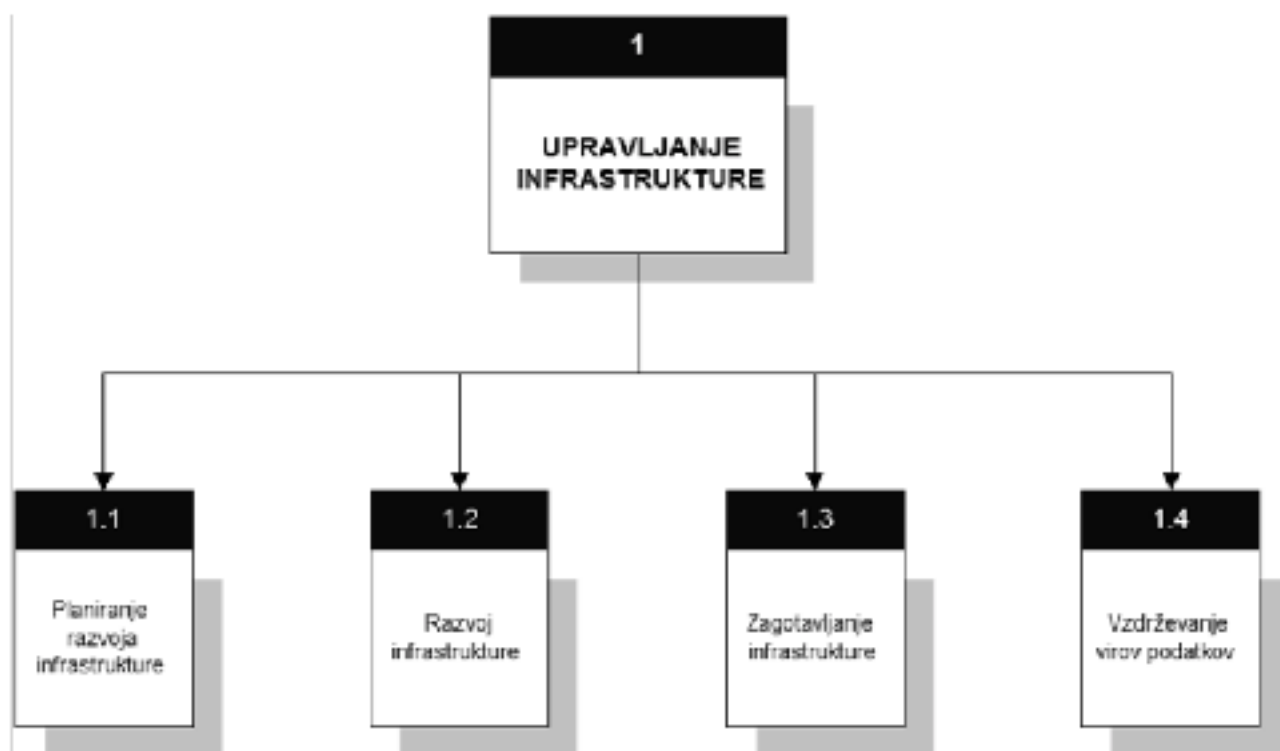 1
UPRAVLJANJE
INFRASTRUKTURE
1.1
Planiranje
razvoja
infrastrukture
1.2
Razvoj
infrastrukture
1.3
Zagotavljanje
infrastrukture
1.4
Vzdrževanje
virov podatkov